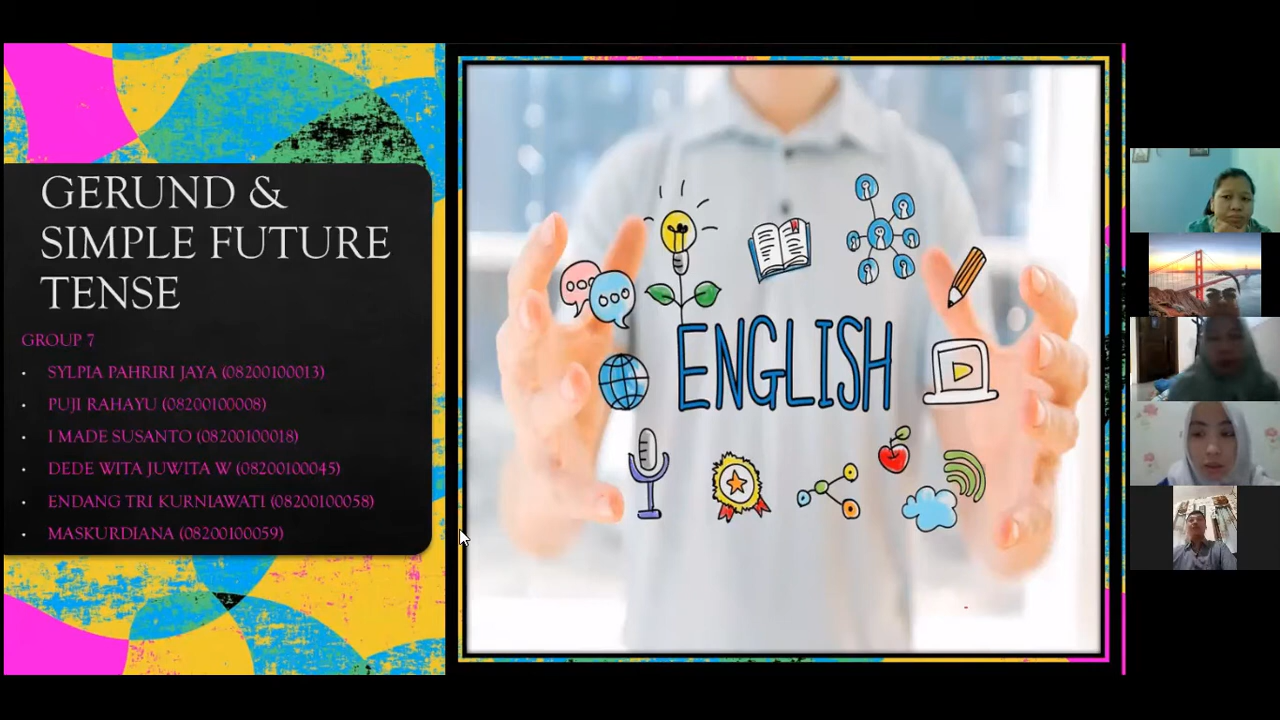 GERUND &
SIMPLE FUTURE
TENSE
GROUP 7
• SYLPIA PAHRIRI JAYA (08200100013)
• PUJI RAHAYU (08200100008)
• I MADE SUSANTO (08200100018)
• DEDE WITA JUWITA W (08200100045)
• ENDANG TRI KURNIAWATI (08200100058)
• MASKURDIANA (08200100059)
ENGLISH